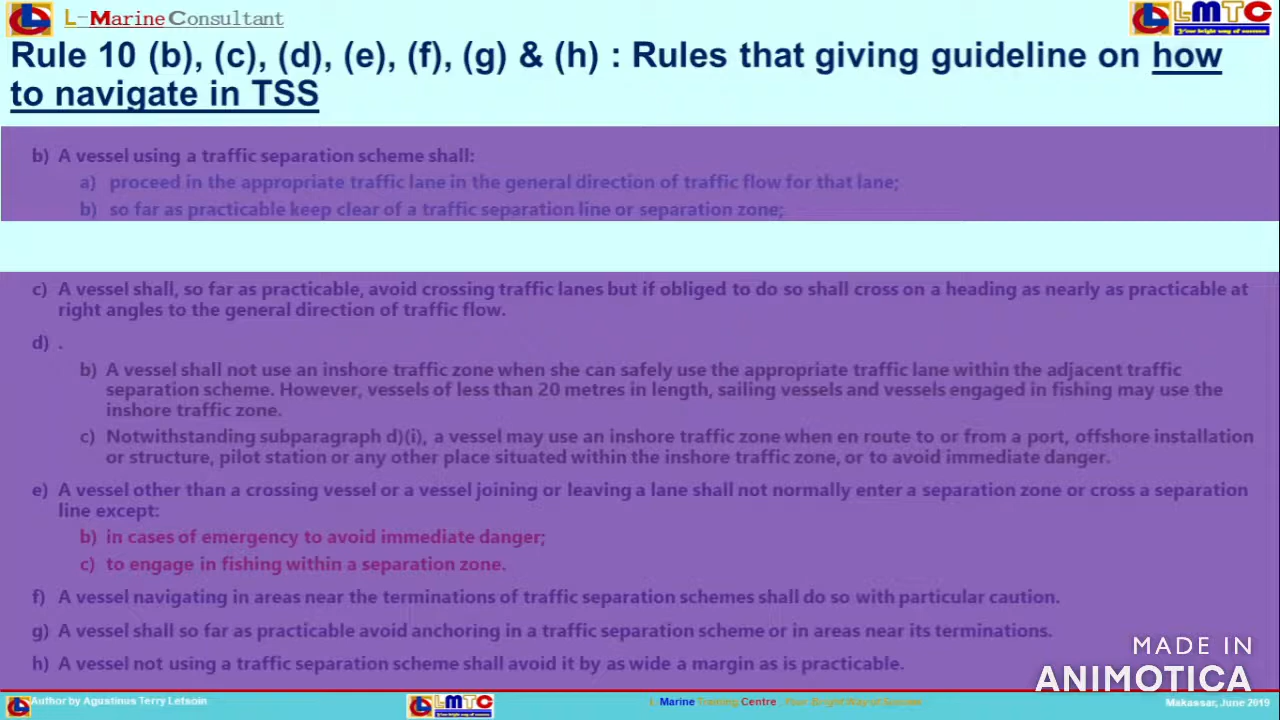 L-Marine Consultant
LMTC
Your bright way of success
Rule 10 (b), (c), (d), (e), (f), (g) & (h) : Rules that giving guideline on how
to navigate in TSS
b) A vessel using a traffic separation scheme shall:
a) proceed in the appropriate traffic lane in the general direction of traffic flow for that lane;
b) so far as practicable keep clear of a traffic separation line or separation zone;
c) A vessel shall, so far as practicable, avoid crossing traffic lanes but if obliged to do so shall cross on a heading as nearly as practicable at
right angles to the general direction of traffic flow.
d) .
b) A vessel shall not use an inshore traffic zone when she can safely use the appropriate traffic lane within the adjacent traffic
separation scheme. However, vessels of less than 20 metres in length, sailing vessels and vessels engaged in fishing may use the
inshore traffic zone.
c) Notwithstanding subparagraph d)(i), a vessel may use an inshore traffic zone when en route to or from a port, offshore installation
or structure, pilot station or any other place situated within the inshore traffic zone, or to avoid immediate danger.
e) A vessel other than a crossing vessel or a vessel joining or leaving a lane shall not normally enter a separation zone or cross a separation
line except:
b) in cases of emergency to avoid immediate danger;
c) to engage in fishing within a separation zone.
f) A vessel navigating in areas near the terminations of traffic separation schemes shall do so with particular caution.
g) A vessel shall so far as practicable avoid anchoring in a traffic separation scheme or in areas near its terminations.
h) A vessel not using a traffic separation scheme shall avoid it by as wide a margin as is practicable.
MADE IN
ANIMOTICA
Author by Agustinus Terry Letsoin
LMTC
L-Marine Training Centre : Your Bright Way of Success
Makassar, June 2019